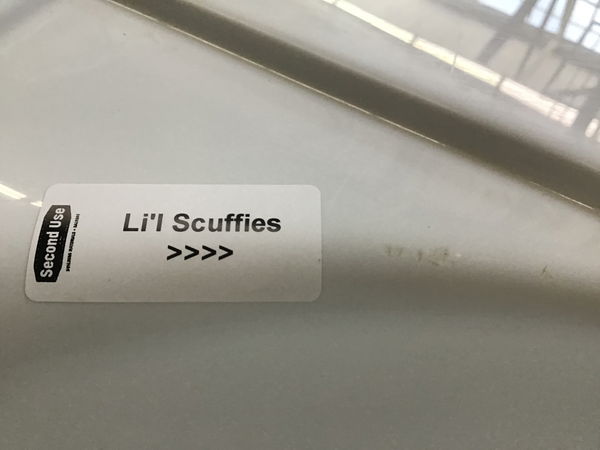 Second Use
Li'l Scuffies
>>>>